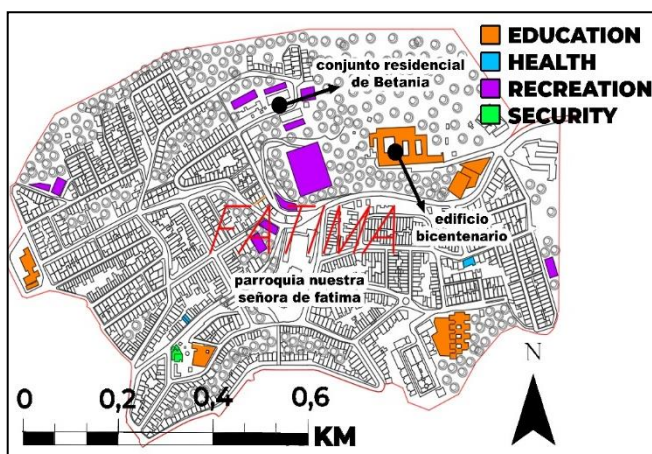 EDUCATION
HEALTH
RECREATION
SECURITY
conjunto residencial
de Betania
FATIMA
edificio
bicentenario
parroquia nuestra
señora de fatima
N
0 0,2 0,4 0,6
KM